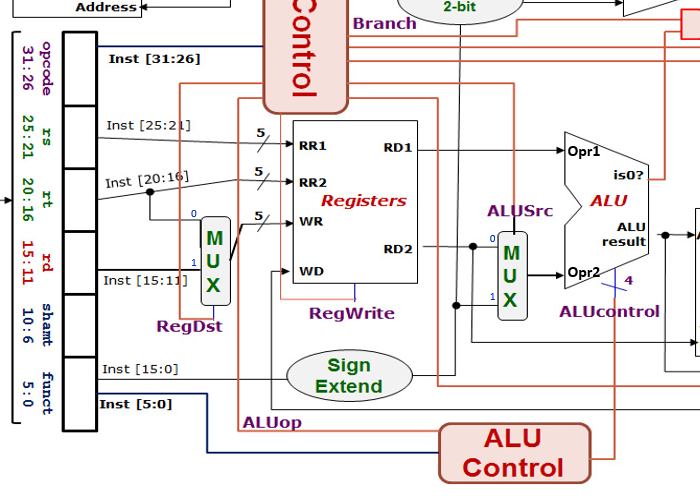 Address
2-bit
Control
Branch
opcode
31:26
Inst [31:26]
rs
25:21
Inst [25:21]
5
RR1
RD1
Opr1
is0?
rt
20:16
Inst [20:16]
5
RR2
Registers
ALU
0
5
WR
ALUSrc
ALU
result
MUX
RD2
0
MUX
rd
15:11
1
Inst [15:11]
WD
Opr2
4
1
RegDst
RegWrite
ALUcontrol
shamt
10:6
Inst [15:0]
Sign
Extend
funct
5:0
Inst [5:0]
ALUop
ALU
Control